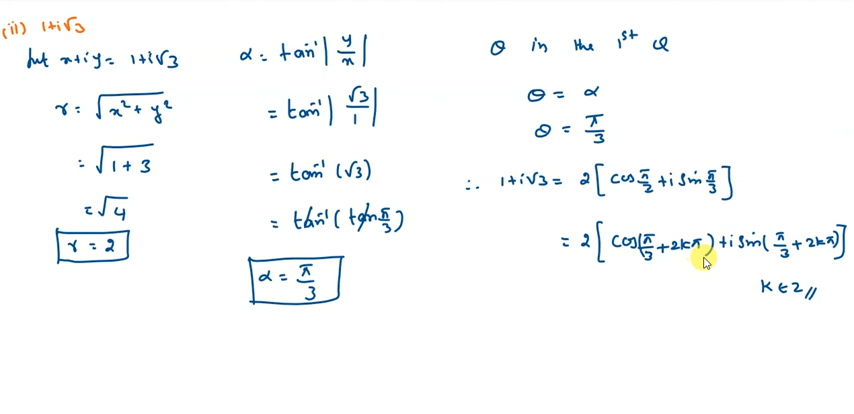 (ii) 1+i√3
Let x+iy = 1+i√3
r = √x²+y²
= √1+3
= √4
r = 2
α = tan⁻¹|y/x|
= tan⁻¹|√3/1|
= tan⁻¹(√3)
= tan⁻¹(tan π/3)
α = π/3
θ in the 1st Q
θ = α
θ = π/3
∴ 1+i√3 = 2[cos π/2 + i sin π/3]
= 2[cos(π/3 + 2kπ) + i sin(π/3 + 2kπ)]
k ∈ Z //